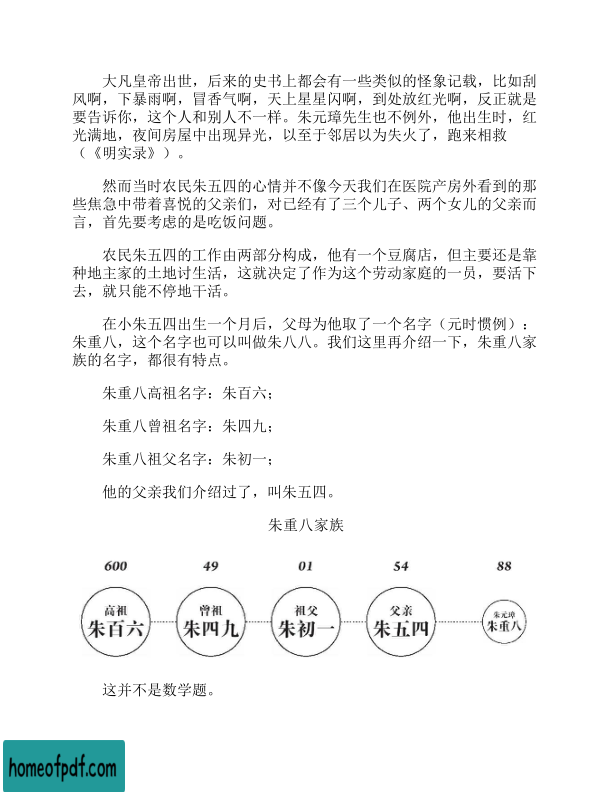 大凡皇帝出世，后来的史书上都会有一些类似的怪象记载，比如刮
风啊，下暴雨啊，冒香气啊，天上星星闪啊，到处放红光啊，反正就是
要告诉你，这个人和别人不一样。朱元璋先生也不例外，他出生时，红
光满地，夜间房屋中出现异光，以至于邻居以为失火了，跑来相救
（《明实录》）。
然而当时农民朱五四的心情并不像今天我们在医院产房外看到的那
些焦急中带着喜悦的父亲们，对已经有了三个儿子、两个女儿的父亲而
言，首先要考虑的是吃饭问题。
农民朱五四的工作由两部分构成，他有一个豆腐店，但主要还是靠
种地主家的土地讨生活，这就决定了作为这个劳动家庭的一员，要活下
去，就只能不停地干活。
在小朱五四出生一个月后，父母为他取了一个名字（元时惯例）：
朱重八，这个名字也可以叫做朱八八。我们这里再介绍一下，朱重八家
族的名字，都很有特点。
朱重八高祖名字：朱百六；
朱重八曾祖名字：朱四九；
朱重八祖父名字：朱初一；
他的父亲我们介绍过了，叫朱五四。
朱重八家族
600 49 01 54 88
高祖 曾祖 祖父 父亲 朱元璋
朱百六 朱四九 朱初一 朱五四 朱重八
这并不是数学题。
homeofpdf.com